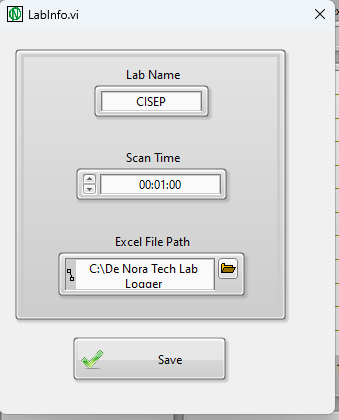 LabInfo.vi
Lab Name
CISEP
Scan Time
00:01:00
Excel File Path
C:\De Nora Tech Lab
Logger
Save